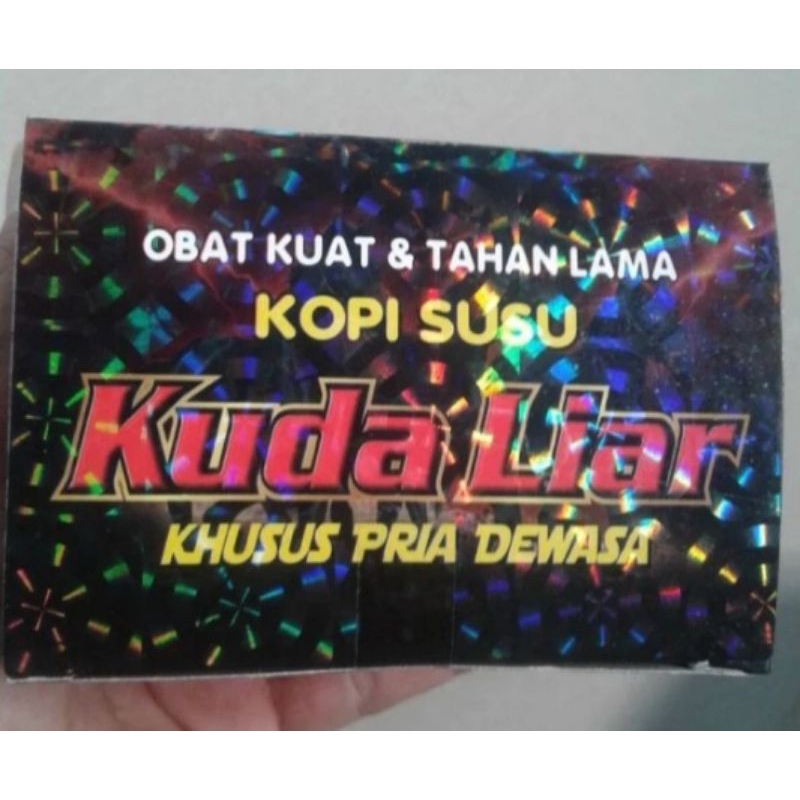 OBAT KUAT & TAHAN LAMA
KOPI SUSU
Kuda Liar
KHUSUS PRIA DEWASA